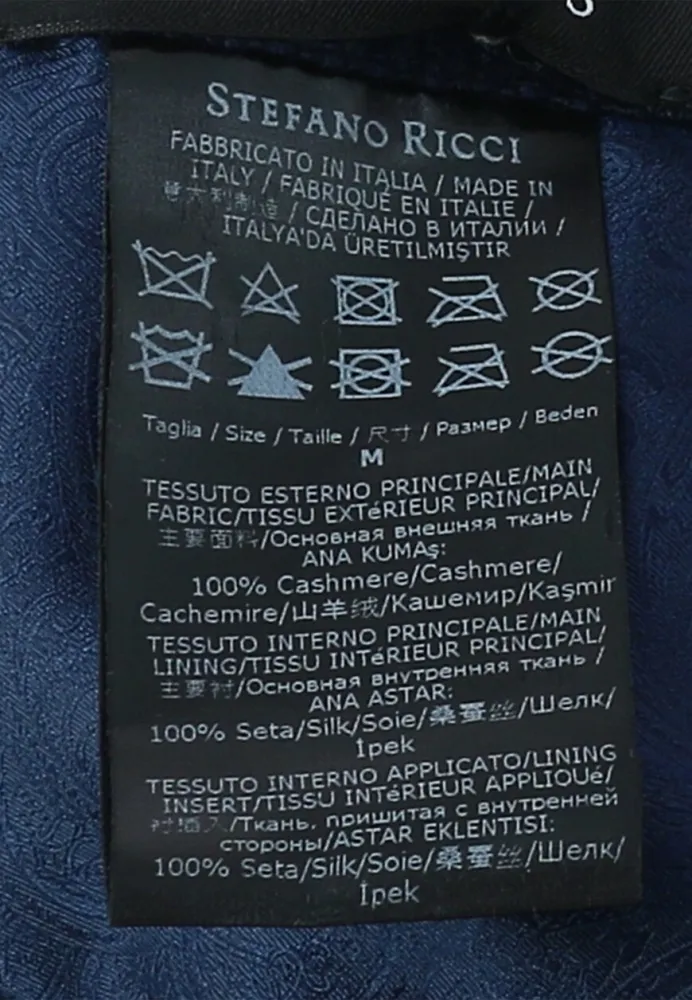 STEFANO RICCI
FABBRICATO IN ITALIA / MADE IN
ITALY / FABRIQUÉ EN ITALIE /
意大利制造 / СДЕЛАНО В ИТАЛИИ /
ITALYA'DA ÜRETILMIŞTIR
Taglia / Size / Taille / 尺寸 / Размер / Beden
M
TESSUTO ESTERNO PRINCIPALE/MAIN
FABRIC/TISSU EXTéRIEUR PRINCIPAL/
主要面料/Основная внешняя ткань /
ANA KUMAş:
100% Cashmere/Cashmere/
Cachemire/山羊绒/Кашемир/Kaşmir
TESSUTO INTERNO PRINCIPALE/MAIN
LINING/TISSU INTéRIEUR PRINCIPAL/
主要衬/Основная внутренняя ткань /
ANA ASTAR:
100% Seta/Silk/Soie/桑蚕丝/Шелк/
İpek
TESSUTO INTERNO APPLICATO/LINING
INSERT/TISSU INTéRIEUR APPLIQUé/
/Ткань, пришитая с внутренней
стороны/ASTAR EKLENTISI:
100% Seta/Silk/Soie/桑蚕丝/Шелк/
İpek